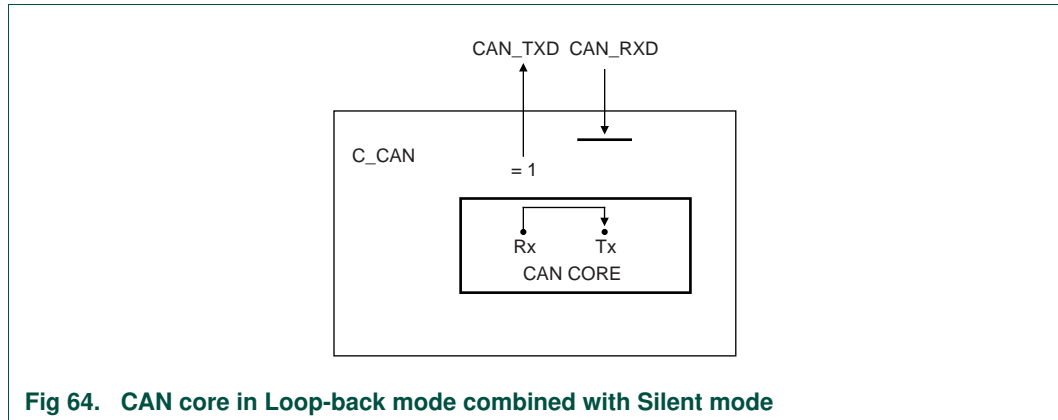 CAN_TXD CAN_RXD
C_CAN
= 1
Rx Tx
CAN CORE
Fig 64. CAN core in Loop-back mode combined with Silent mode